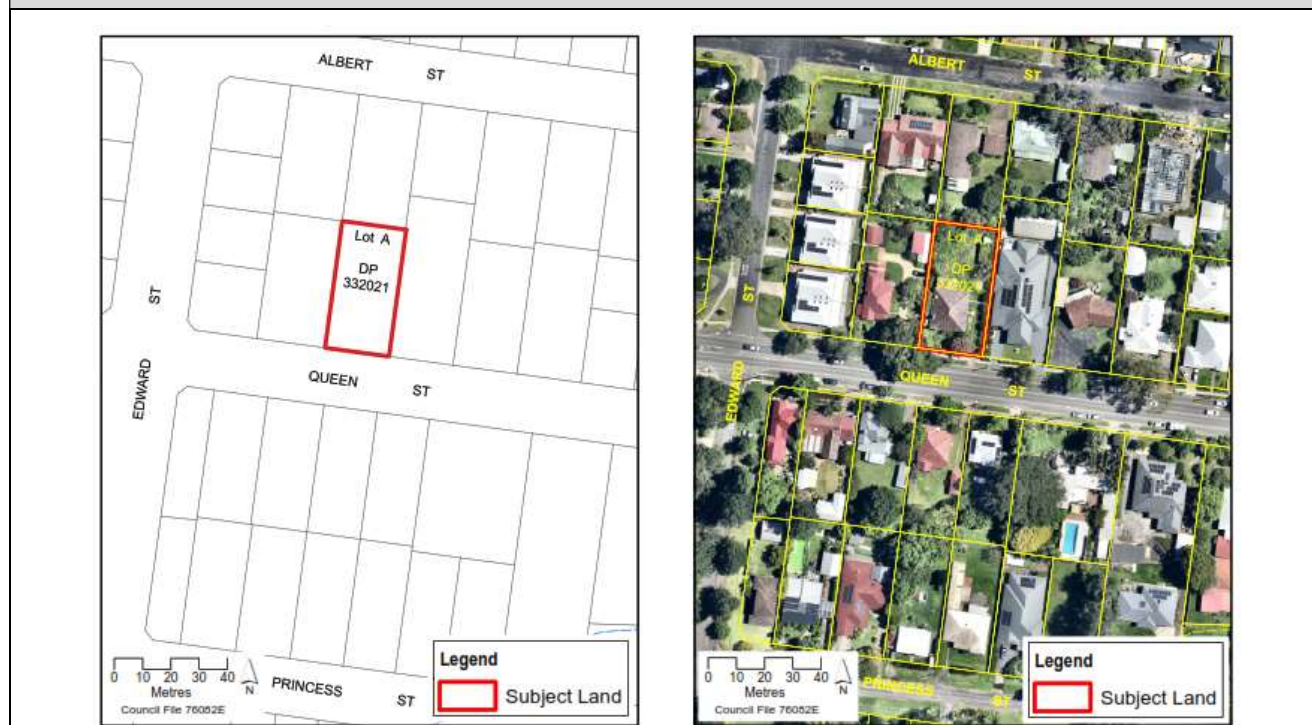 ALBERT ST
Lot A
DP
332021
ST
EDWARD
QUEEN ST
PRINCESS ST
0 10 20 30 40
Metres
N
Council File 76052E
Legend
Subject Land
ALBERT ST
Lot A
DP
332021
ST
EDWARD
QUEEN ST
PRINCESS ST
0 10 20 30 40
Metres
N
Council File 76052E
Legend
Subject Land